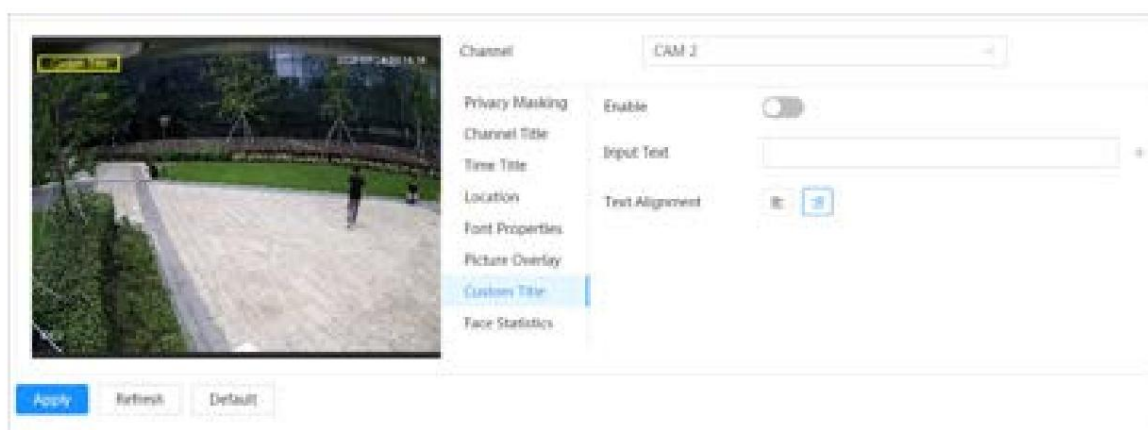 Channel
CAM 2
Privacy Masking
Enable
Channel Title
Input Text
Time Title
Location
Text Alignment
Font Properties
Picture Overlay
Custom Title
Face Statistics
Apply
Refresh
Default